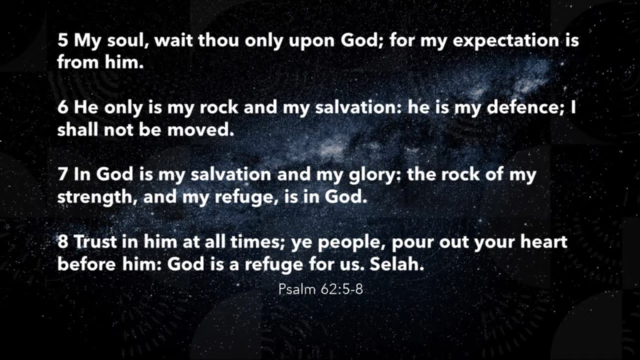 5 My soul, wait thou only upon God; for my expectation is
from him.
6 He only is my rock and my salvation: he is my defence; I
shall not be moved.
7 In God is my salvation and my glory: the rock of my
strength, and my refuge, is in God.
8 Trust in him at all times; ye people, pour out your heart
before him: God is a refuge for us. Selah.
Psalm 62:5-8